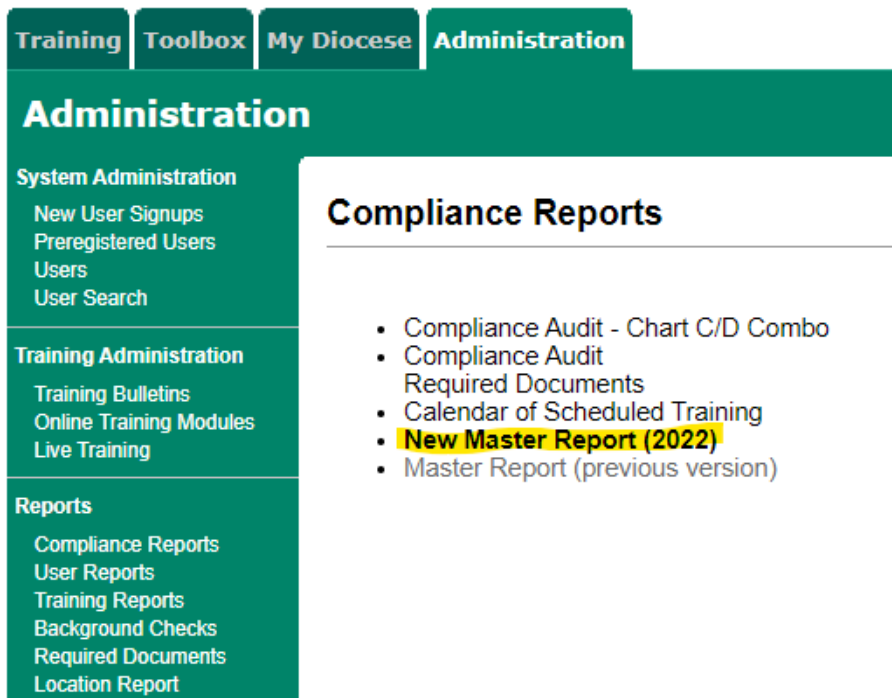 Training Toolbox My Diocese Administration
Administration
System Administration
New User Signups
Preregistered Users
Users
User Search
Training Administration
Training Bulletins
Online Training Modules
Live Training
Reports
Compliance Reports
User Reports
Training Reports
Background Checks
Required Documents
Location Report
Compliance Reports
• Compliance Audit - Chart C/D Combo
• Compliance Audit
Required Documents
• Calendar of Scheduled Training
• New Master Report (2022)
• Master Report (previous version)